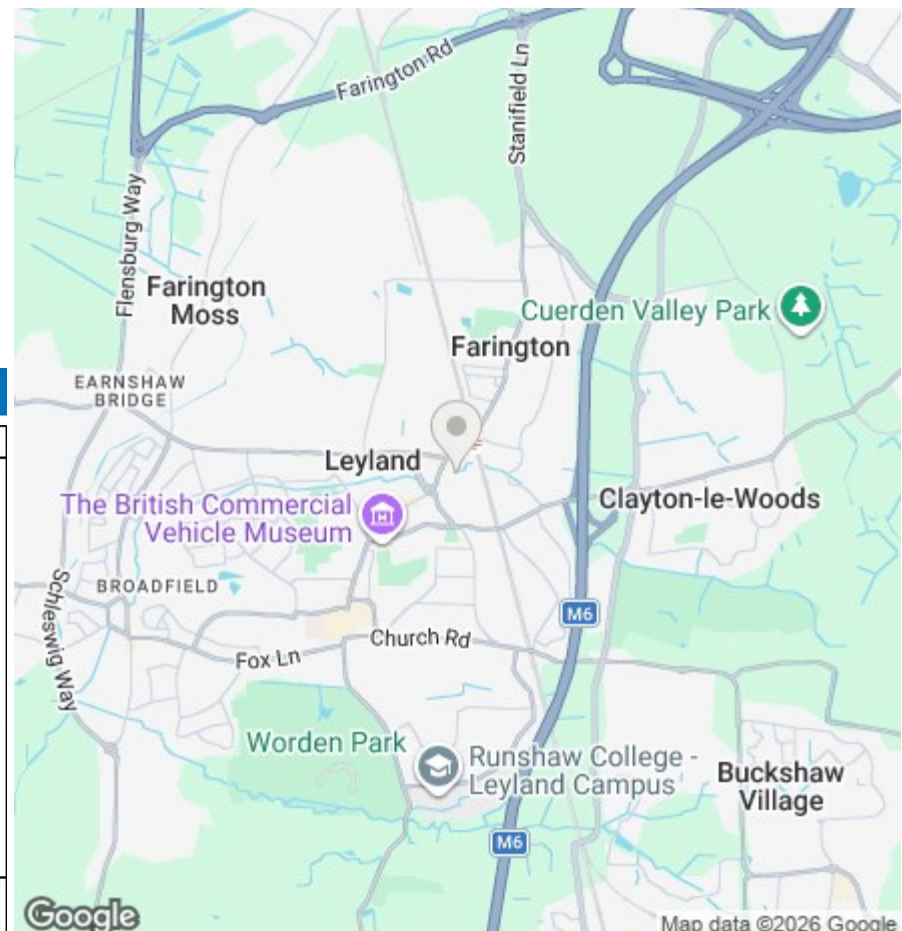 Farington Rd
Stanifield Ln
Flensburg Way
Farington
Moss
Cuerden Valley Park
Farington
EARNSHAW
BRIDGE
Leyland
The British Commercial
Vehicle Museum
Clayton-le-Woods
BROADFIELD
Schleswig Way
M6
Church Rd
Fox Ln
Worden Park
Runshaw College -
Leyland Campus
Buckshaw
Village
M6
Google
Map data ©2026 Google